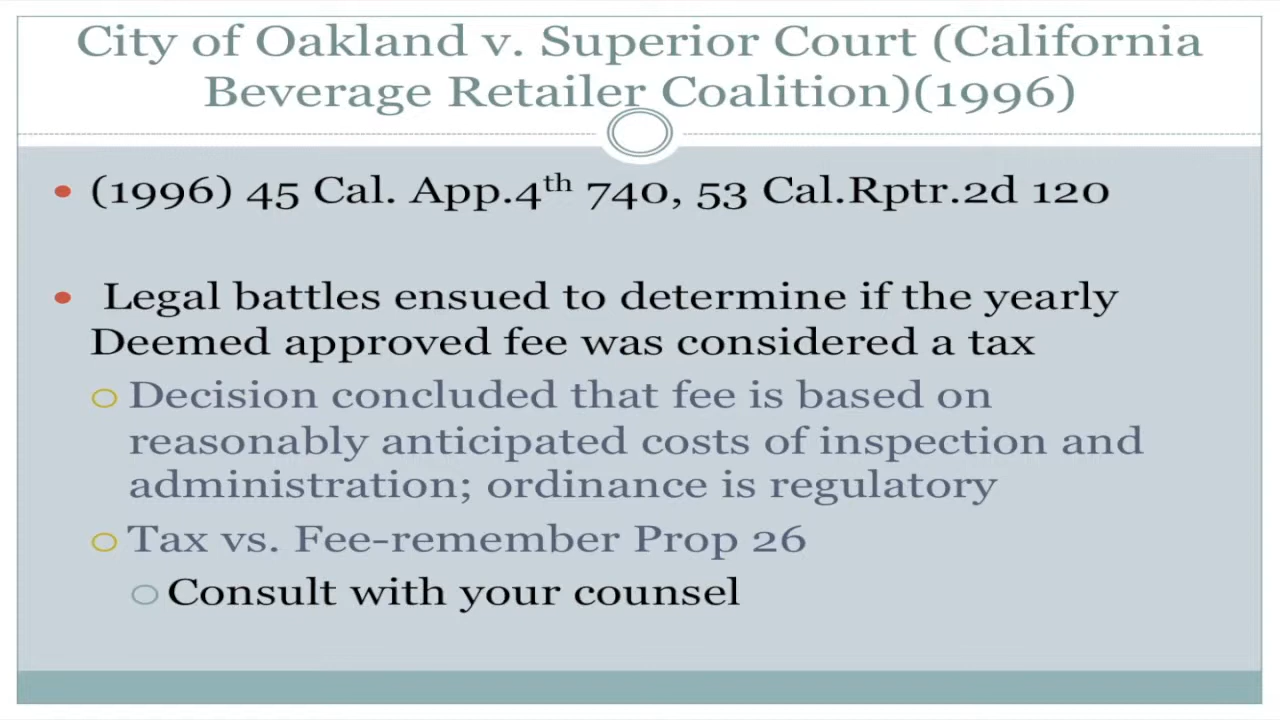 City of Oakland v. Superior Court (California
Beverage Retailer Coalition)(1996)
• (1996) 45 Cal. App.4th 740, 53 Cal.Rptr.2d 120
• Legal battles ensued to determine if the yearly
Deemed approved fee was considered a tax
○ Decision concluded that fee is based on
reasonably anticipated costs of inspection and
administration; ordinance is regulatory
○ Tax vs. Fee-remember Prop 26
○ Consult with your counsel